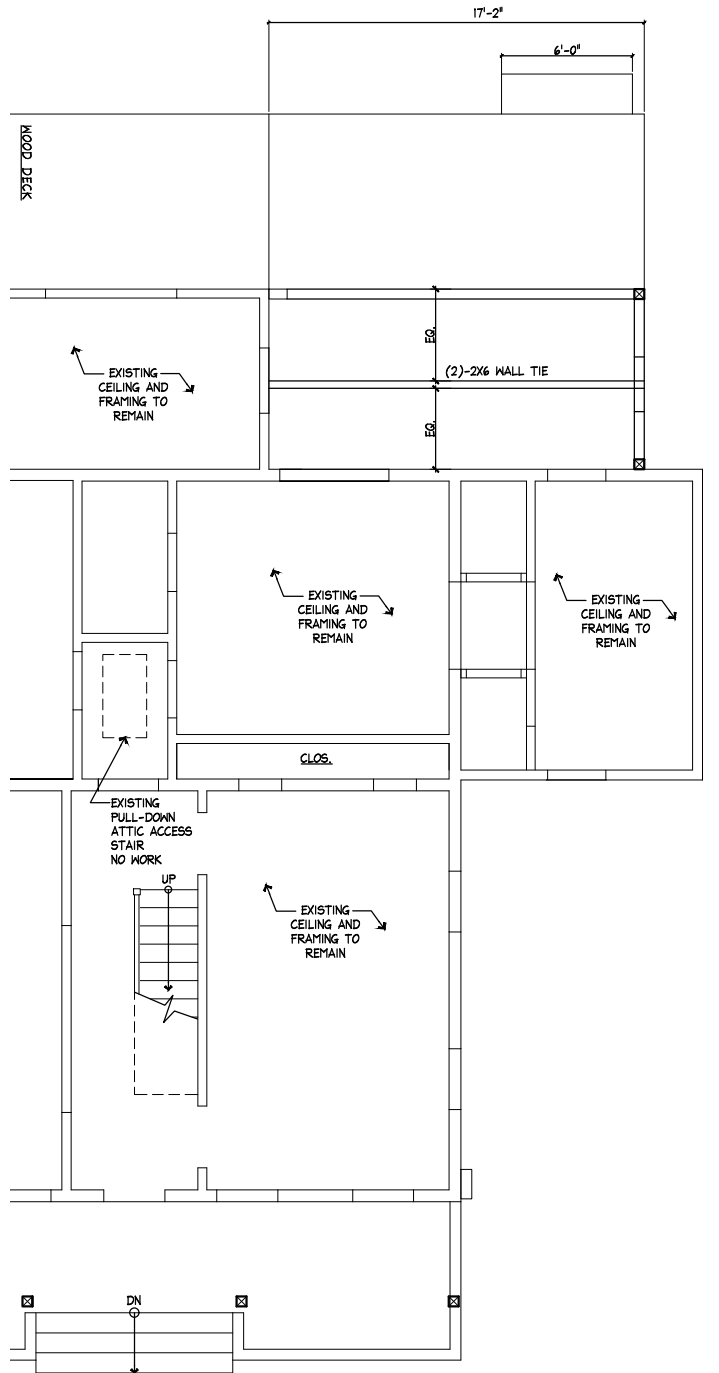 17'-2"
6'-0"
WOOD DECK
EQ.
(2)-2X6 WALL TIE
EQ.
EXISTING
CEILING AND
FRAMING TO
REMAIN
EXISTING
CEILING AND
FRAMING TO
REMAIN
EXISTING
CEILING AND
FRAMING TO
REMAIN
CLOS.
EXISTING
PULL-DOWN
ATTIC ACCESS
STAIR
NO WORK
UP
EXISTING
CEILING AND
FRAMING TO
REMAIN
DN